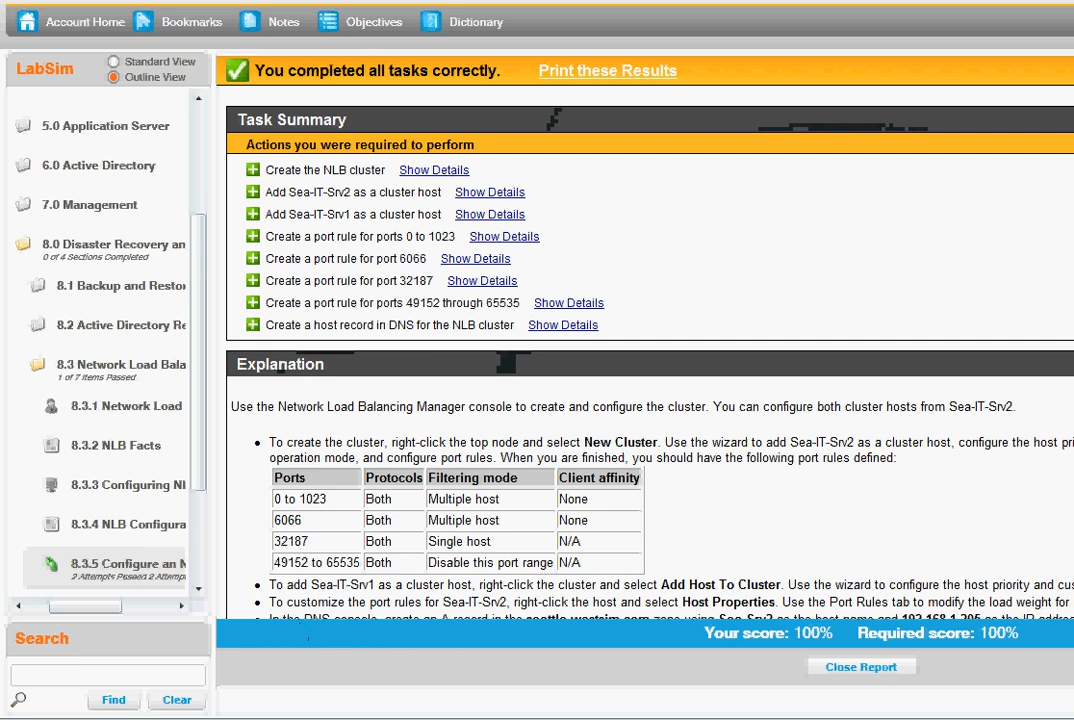 Account Home Bookmarks Notes Objectives Dictionary
LabSim
Standard View
Outline View
5.0 Application Server
6.0 Active Directory
7.0 Management
8.0 Disaster Recovery an
0 of 4 Sections Completed
8.1 Backup and Resto
8.2 Active Directory Re
8.3 Network Load Bala
1 of 7 Items Passed
8.3.1 Network Load
8.3.2 NLB Facts
8.3.3 Configuring Nl
8.3.4 NLB Configura
8.3.5 Configure an N
2 Attempts Passed 2 Attemp
Search
Find Clear
You completed all tasks correctly. Print these Results
Task Summary
Actions you were required to perform
Create the NLB cluster Show Details
Add Sea-IT-Srv2 as a cluster host Show Details
Add Sea-IT-Srv1 as a cluster host Show Details
Create a port rule for ports 0 to 1023 Show Details
Create a port rule for port 6066 Show Details
Create a port rule for port 32187 Show Details
Create a port rule for ports 49152 through 65535 Show Details
Create a host record in DNS for the NLB cluster Show Details
Explanation
Use the Network Load Balancing Manager console to create and configure the cluster. You can configure both cluster hosts from Sea-IT-Srv2.
• To create the cluster, right-click the top node and select New Cluster. Use the wizard to add Sea-IT-Srv2 as a cluster host, configure the host pri
operation mode, and configure port rules. When you are finished, you should have the following port rules defined:
Ports Protocols Filtering mode Client affinity
0 to 1023 Both Multiple host None
6066 Both Multiple host None
32187 Both Single host N/A
49152 to 65535 Both Disable this port range N/A
• To add Sea-IT-Srv1 as a cluster host, right-click the cluster and select Add Host To Cluster. Use the wizard to configure the host priority and cus
• To customize the port rules for Sea-IT-Srv2, right-click the host and select Host Properties. Use the Port Rules tab to modify the load weight for
Your score: 100% Required score: 100%
Close Report